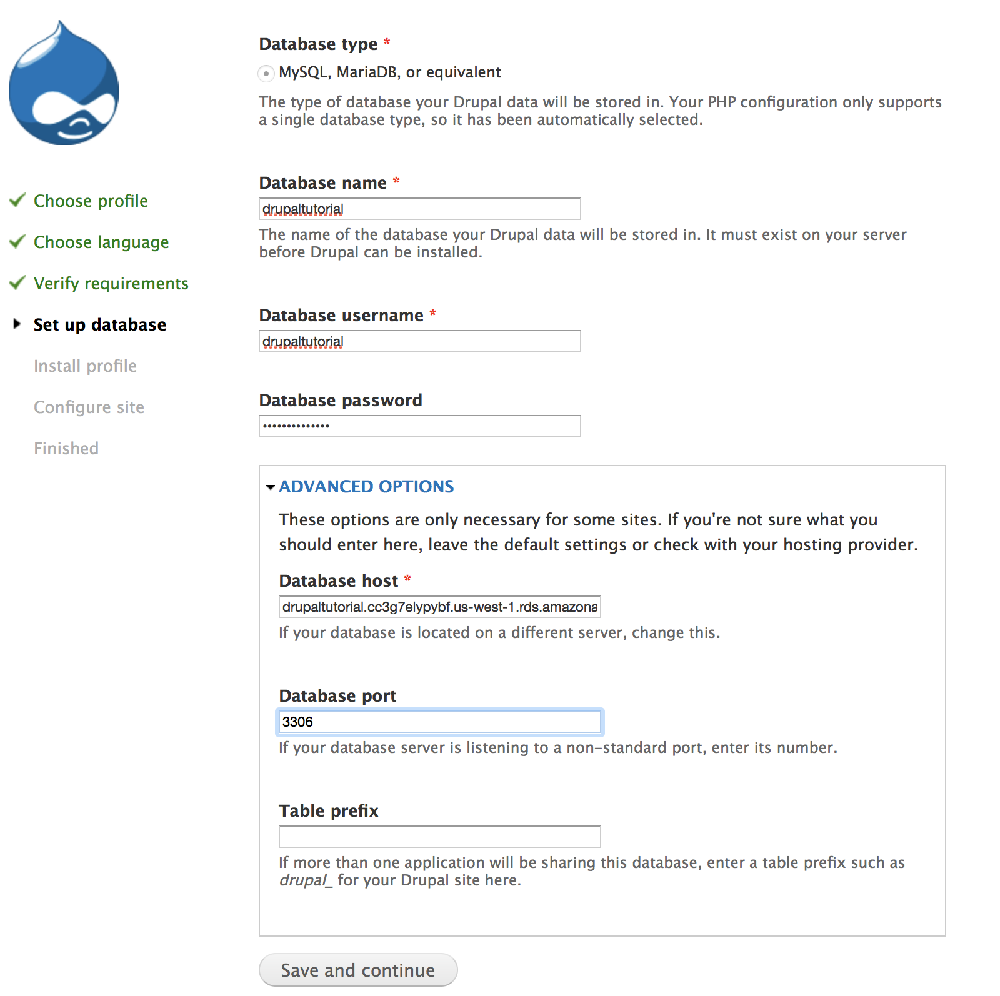 Choose profile
Choose language
Verify requirements
Set up database
Install profile
Configure site
Finished
Database type *
MySQL, MariaDB, or equivalent
The type of database your Drupal data will be stored in. Your PHP configuration only supports
a single database type, so it has been automatically selected.
Database name *
drupaltutorial
The name of the database your Drupal data will be stored in. It must exist on your server
before Drupal can be installed.
Database username *
drupaltutorial
Database password
••••••••••••••
ADVANCED OPTIONS
These options are only necessary for some sites. If you're not sure what you
should enter here, leave the default settings or check with your hosting provider.
Database host *
drupaltutorial.cc3g7elypybf.us-west-1.rds.amazona
If your database is located on a different server, change this.
Database port
3306
If your database server is listening to a non-standard port, enter its number.
Table prefix
If more than one application will be sharing this database, enter a table prefix such as
drupal_ for your Drupal site here.
Save and continue